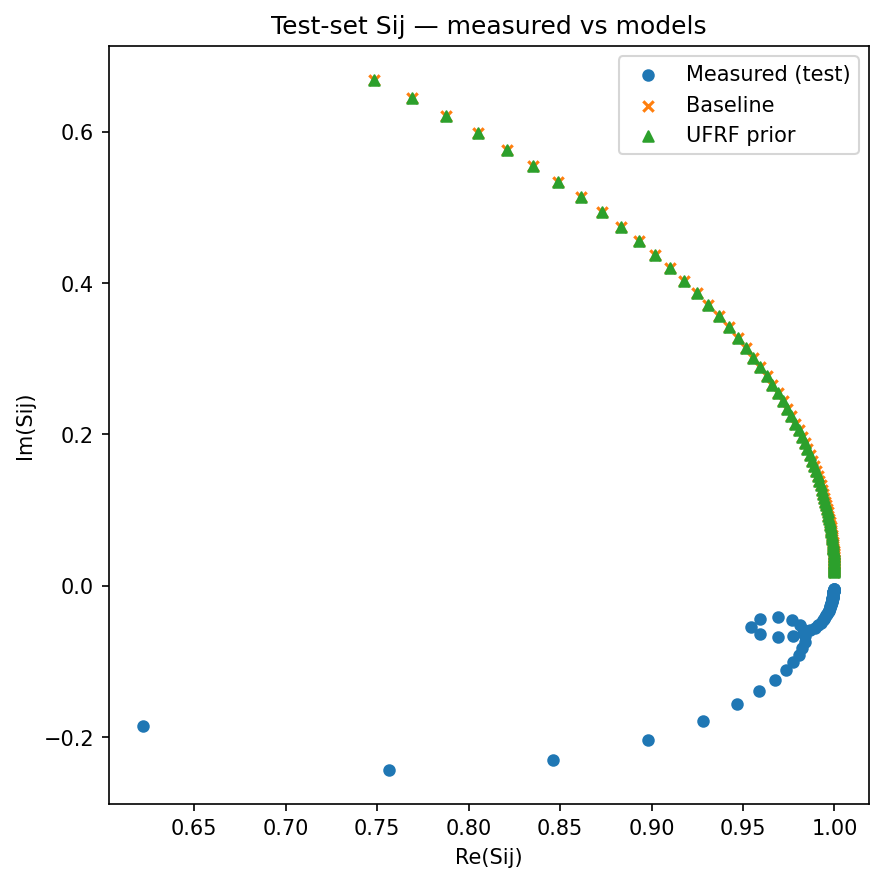 Test-set Sij — measured vs models
Measured (test)
Baseline
UFRF prior
Im(Sij)
0.6
0.4
0.2
0.0
−0.2
0.65 0.70 0.75 0.80 0.85 0.90 0.95 1.00
Re(Sij)